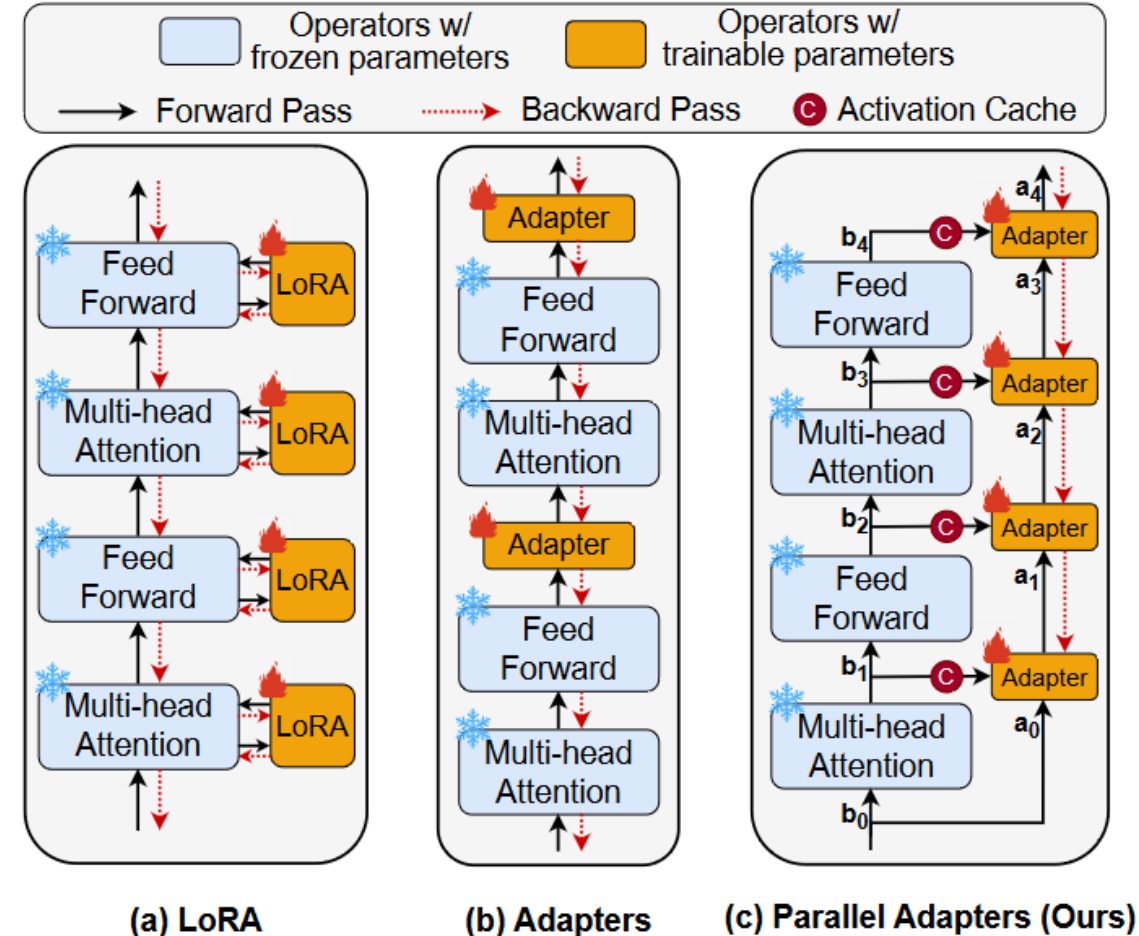 Operators w/
frozen parameters
Operators w/
trainable parameters
Forward Pass
Backward Pass
C Activation Cache
Feed
Forward
LoRA
Multi-head
Attention
LoRA
Feed
Forward
LoRA
Multi-head
Attention
LoRA
(a) LoRA
Adapter
Feed
Forward
Multi-head
Attention
Adapter
Feed
Forward
Multi-head
Attention
(b) Adapters
a4
b4
C
Adapter
Feed
Forward
a3
b3
C
Adapter
Multi-head
Attention
a2
b2
C
Adapter
Feed
Forward
a1
b1
C
Adapter
Multi-head
Attention
a0
b0
(c) Parallel Adapters (Ours)